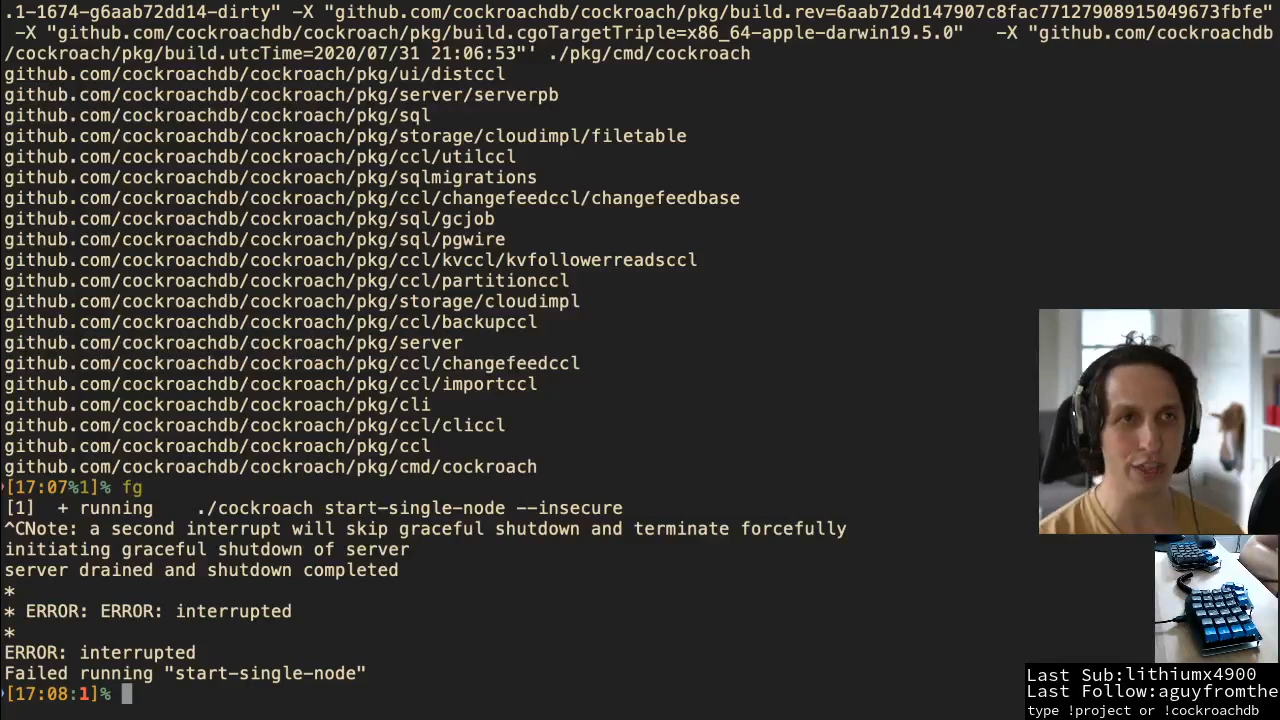 .1-1674-g6aab72dd14-dirty" -X "github.com/cockroachdb/cockroach/pkg/build.rev=6aab72dd147907c8fac77127908915049673fbfe"
-X "github.com/cockroachdb/cockroach/pkg/build.cgoTargetTriple=x86_64-apple-darwin19.5.0"   -X "github.com/cockroachdb
/cockroach/pkg/build.utcTime=2020/07/31 21:06:53"' ./pkg/cmd/cockroach
github.com/cockroachdb/cockroach/pkg/ui/distccl
github.com/cockroachdb/cockroach/pkg/server/serverpb
github.com/cockroachdb/cockroach/pkg/sql
github.com/cockroachdb/cockroach/pkg/storage/cloudimpl/filetable
github.com/cockroachdb/cockroach/pkg/ccl/utilccl
github.com/cockroachdb/cockroach/pkg/sqlmigrations
github.com/cockroachdb/cockroach/pkg/ccl/changefeedccl/changefeedbase
github.com/cockroachdb/cockroach/pkg/sql/gcjob
github.com/cockroachdb/cockroach/pkg/sql/pgwire
github.com/cockroachdb/cockroach/pkg/ccl/kvccl/kvfollowerreadsccl
github.com/cockroachdb/cockroach/pkg/ccl/partitionccl
github.com/cockroachdb/cockroach/pkg/storage/cloudimpl
github.com/cockroachdb/cockroach/pkg/ccl/backupccl
github.com/cockroachdb/cockroach/pkg/server
github.com/cockroachdb/cockroach/pkg/ccl/changefeedccl
github.com/cockroachdb/cockroach/pkg/ccl/importccl
github.com/cockroachdb/cockroach/pkg/cli
github.com/cockroachdb/cockroach/pkg/ccl/cliccl
github.com/cockroachdb/cockroach/pkg/ccl
github.com/cockroachdb/cockroach/pkg/cmd/cockroach
[17:07%1]% fg
[1]  + running    ./cockroach start-single-node --insecure
^CNote: a second interrupt will skip graceful shutdown and terminate forcefully
initiating graceful shutdown of server
server drained and shutdown completed
*
* ERROR: ERROR: interrupted
*
ERROR: interrupted
Failed running "start-single-node"
[17:08:1]%
Last Sub:lithiumx4900
Last Follow:aguyfromthe
type !project or !cockroachdb